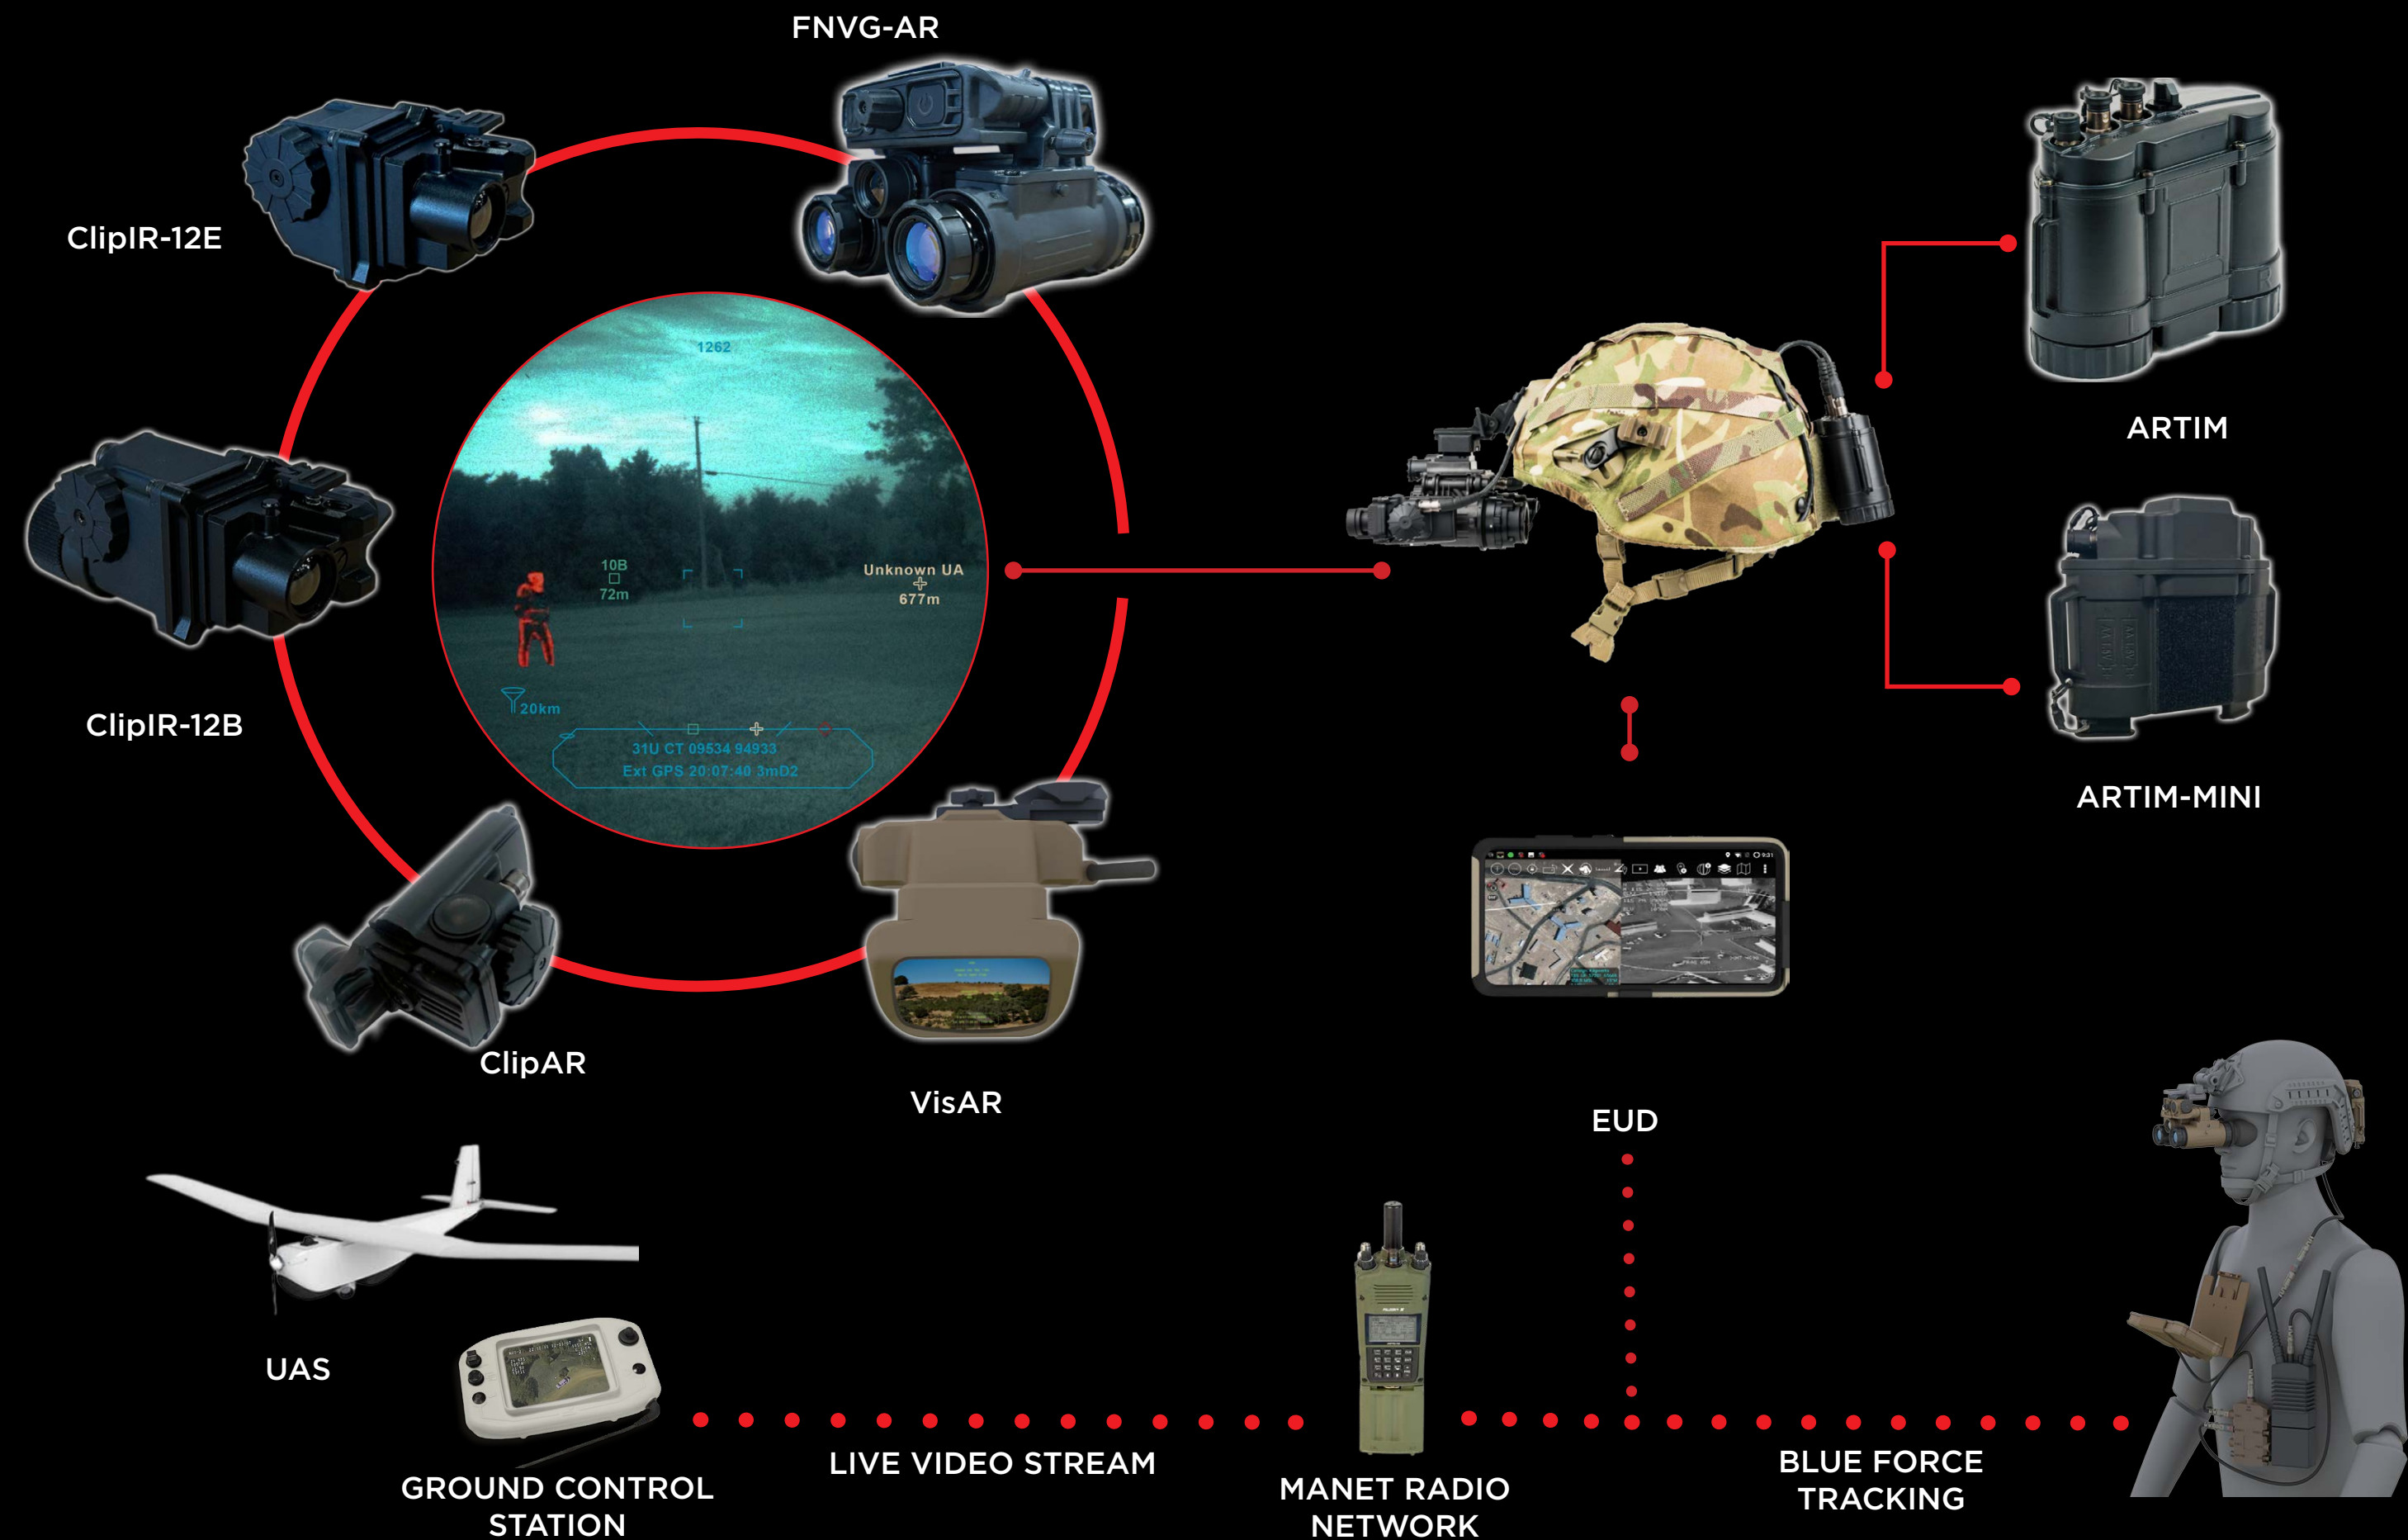 FNVG-AR
ClipIR-12E
1262
ARTIM
10B
72m
Unknown UA
677m
20km
ClipIR-12B
31U CT 09534 94933
Ext GPS 20:07:40 3mD2
ARTIM-MINI
9:31
ClipAR
VisAR
EUD
UAS
LIVE VIDEO STREAM
BLUE FORCE
TRACKING
GROUND CONTROL
STATION
MANET RADIO
NETWORK